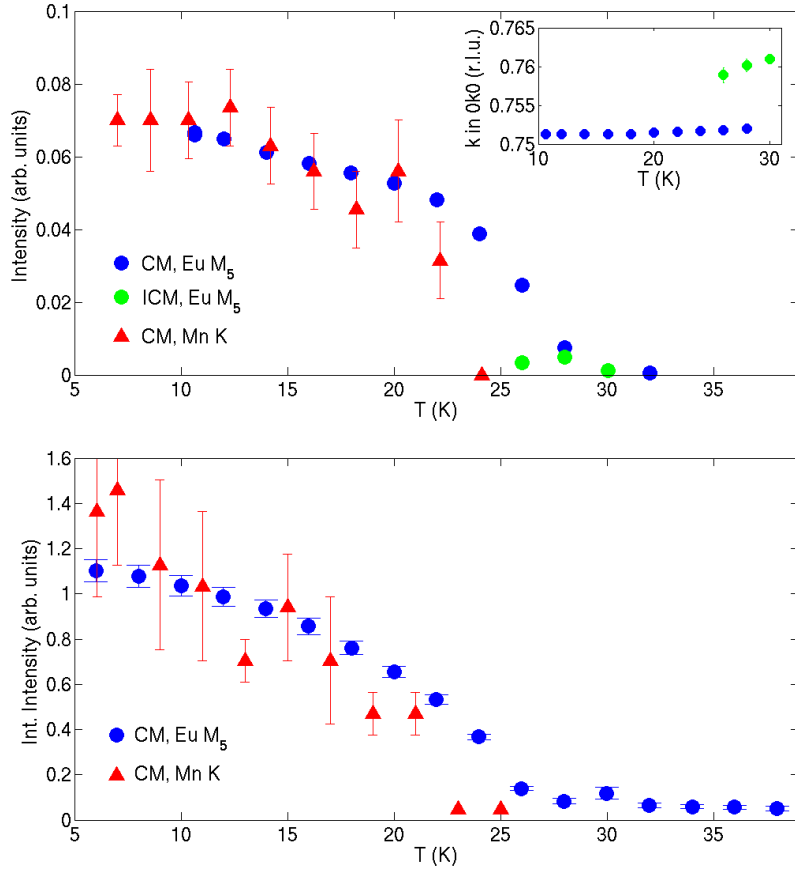 0.1
0.08
0.06
0.04
0.02
0
Intensity (arb. units)
5 10 15 20 25 30 35
T (K)
CM, Eu M5
ICM, Eu M5
CM, Mn K
0.765
0.76
0.755
0.75
k in 0k0 (r.l.u.)
10 20 30
T (K)
1.6
1.4
1.2
1
0.8
0.6
0.4
0.2
0
Int. Intensity (arb. units)
5 10 15 20 25 30 35
T (K)
CM, Eu M5
CM, Mn K